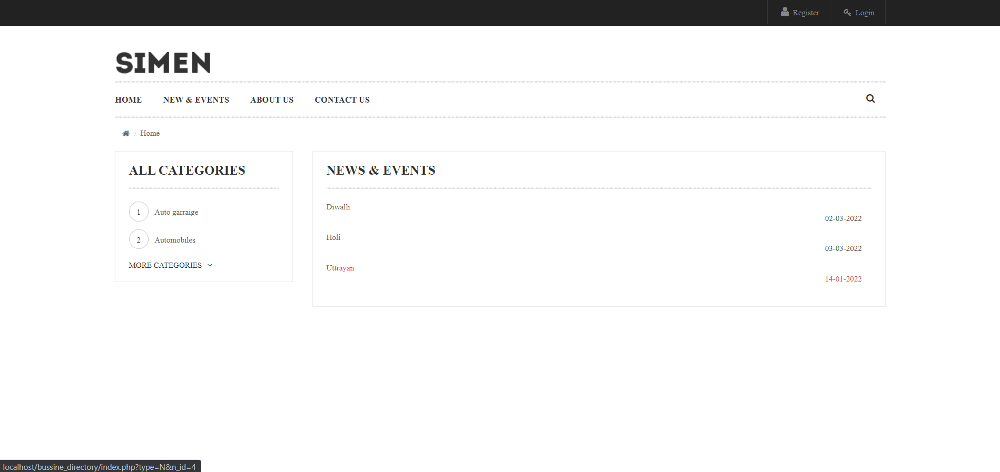 Register
Login
SIMEN
HOME NEW & EVENTS ABOUT US CONTACT US
/ Home
ALL CATEGORIES
1 Auto garraige
2 Automobiles
MORE CATEGORIES
NEWS & EVENTS
Diwalli
02-03-2022
Holi
03-03-2022
Uttrayan
14-01-2022
localhost/bussine_directory/index.php?type=N&n_id=4